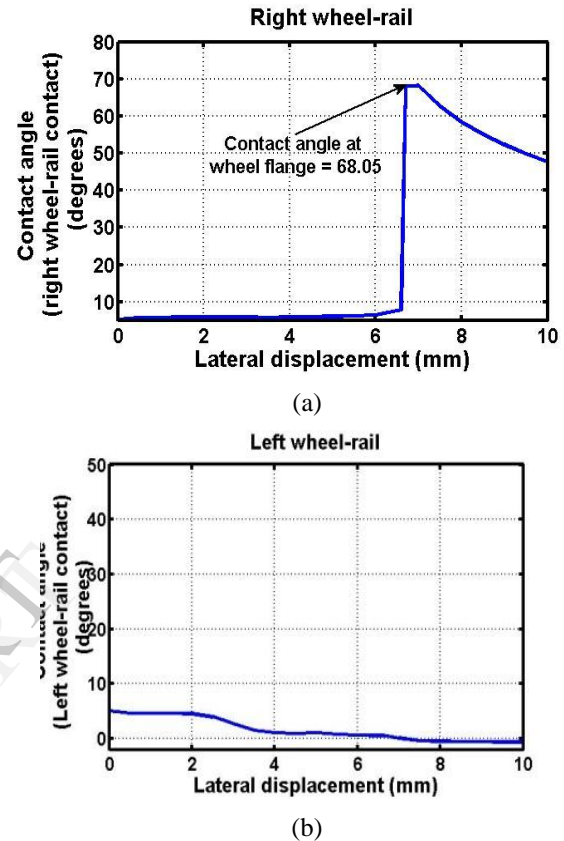 Right wheel-rail
Contact angle
(right wheel-rail contact)
(degrees)
80
70
60
50
40
30
20
10
Contact angle at
wheel flange = 68.05
0 2 4 6 8 10
Lateral displacement (mm)
(a)
Left wheel-rail
Contact angle
(Left wheel-rail contact)
(degrees)
50
40
30
20
10
0
0 2 4 6 8 10
Lateral displacement (mm)
(b)